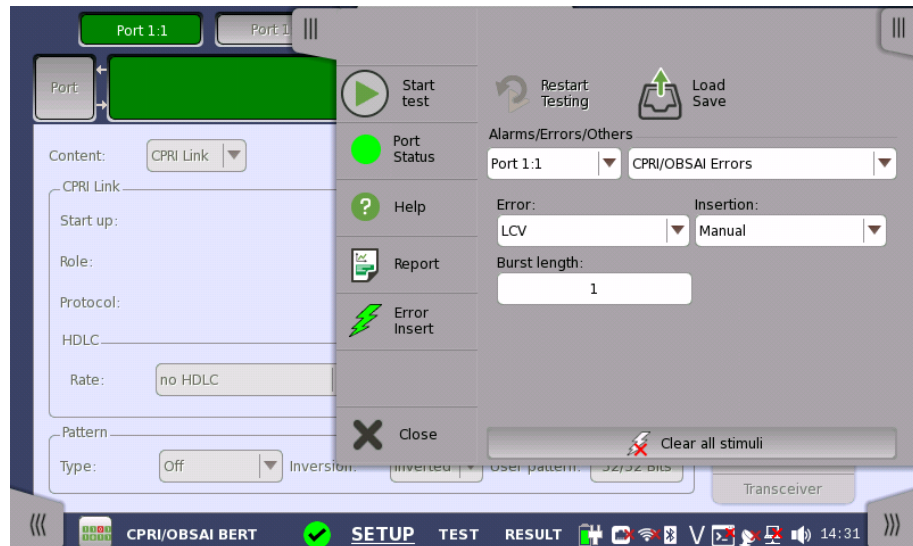 Port 1:1
Port 1
Port
Start
test
Restart
Testing
Load
Save
Port
Status
Alarms/Errors/Others
Port 1:1
CPRI/OBSAI Errors
Content:
CPRI Link
CPRI Link
Help
Error:
Insertion:
Start up:
LCV
Manual
Role:
Report
Burst length:
1
Protocol:
Error
Insert
HDLC
Rate:
no HDLC
Pattern
Close
Clear all stimuli
Type:
Off
Inversion:
Inverted
User pattern:
32/32 Bits
Transceiver
CPRI/OBSAI BERT
SETUP
TEST
RESULT
V
14:31